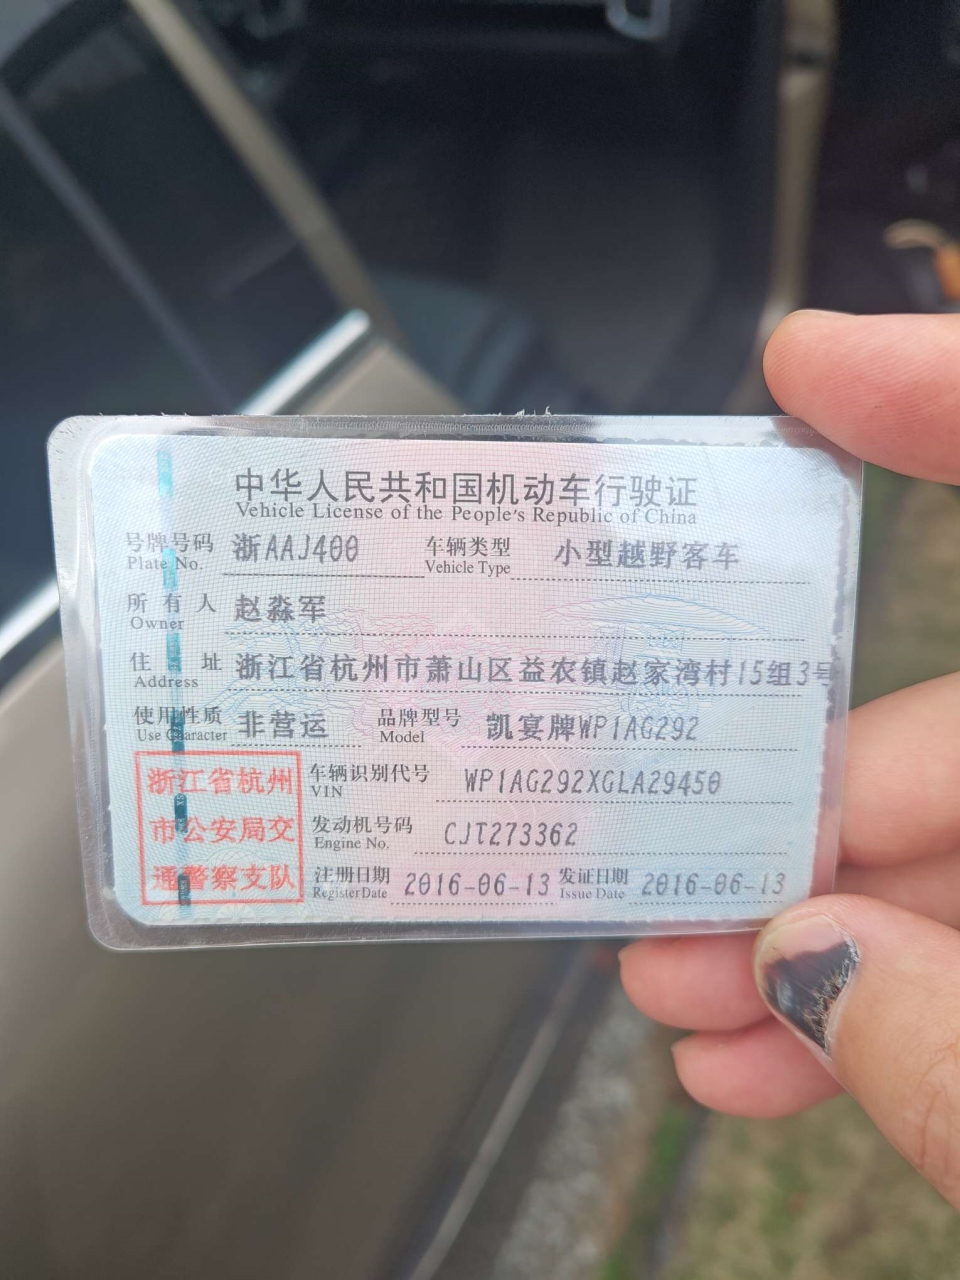 中华人民共和国机动车行驶证
Vehicle License of the People's Republic of China
号牌号码 浙AAJ400 车辆类型 小型越野客车
Plate No. Vehicle Type
所有人 赵淼军
Owner
住址 浙江省杭州市萧山区益农镇赵家湾村15组3号
Address
使用性质 非营运 品牌型号 凯宴牌WP1AG292
Use Character Model
浙江省杭州 车辆识别代号 WP1AG292XGLA29450
VIN
市公安局交 发动机号码 CJT273362
Engine No.
通警察支队 注册日期 2016-06-13 发证日期 2016-06-13
Register Date Issue Date